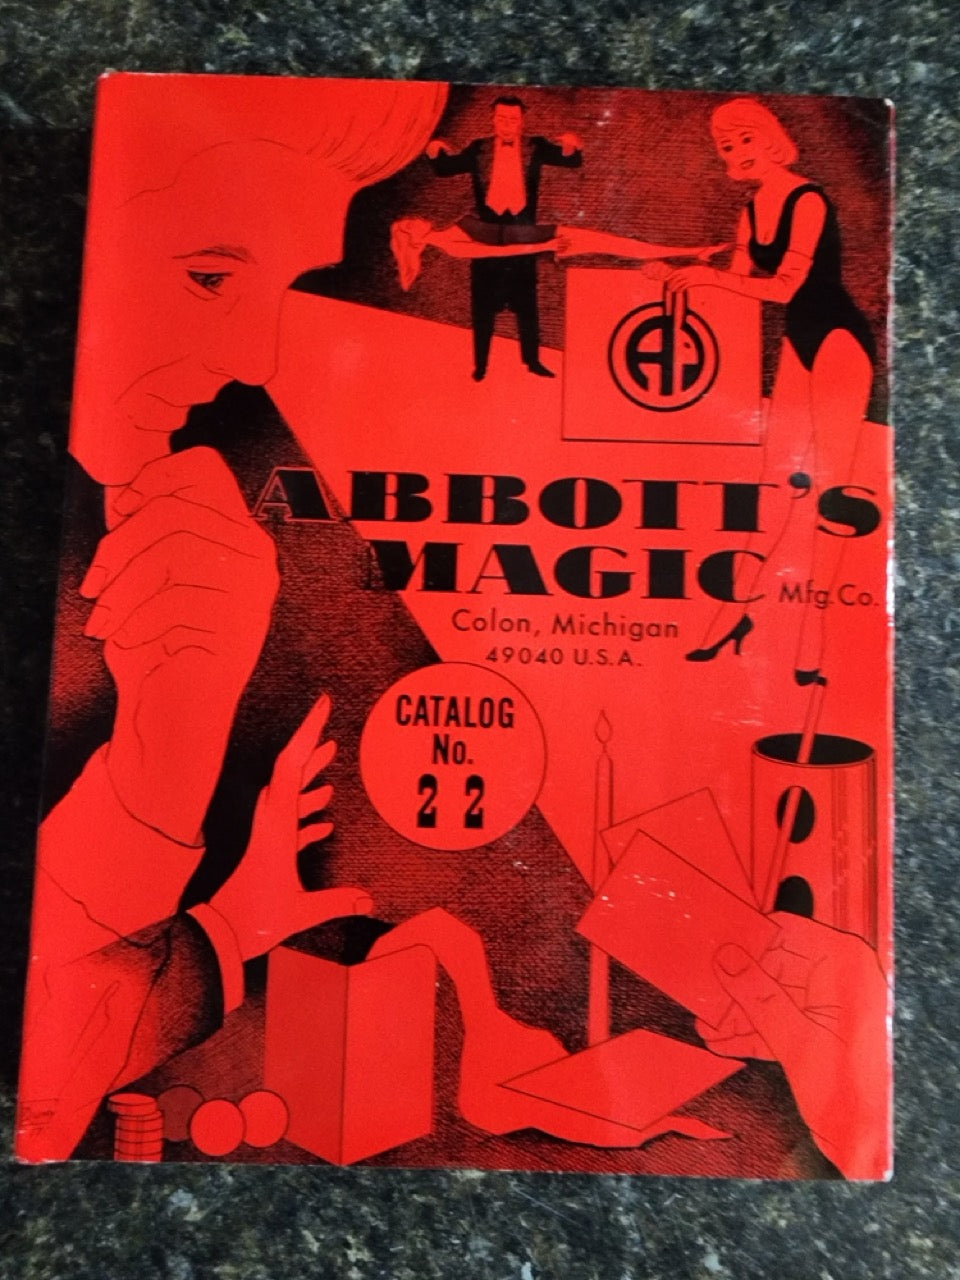 ABBOTT'S
MAGIC Mfg. Co.
Colon, Michigan
49040 U.S.A.
CATALOG
No.
22